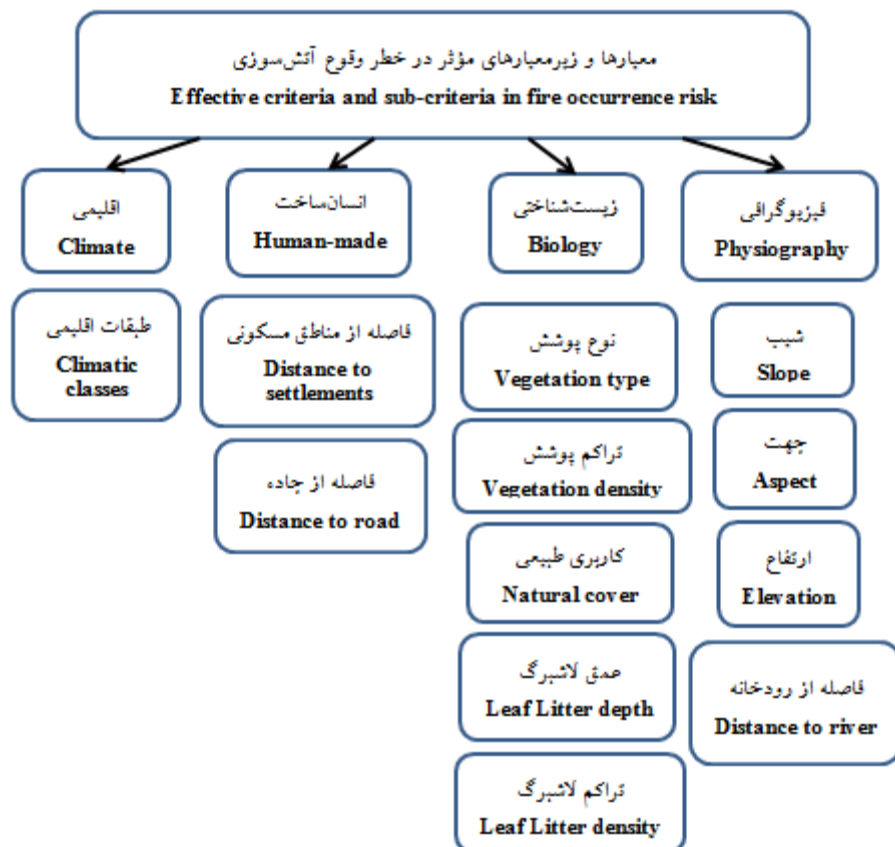 معیارها و زیرمعیارهای مؤثر در خطر وقوع آتش‌سوزی
Effective criteria and sub-criteria in fire occurrence risk
اقلیمی
Climate
انسان‌ساخت
Human-made
زیست‌شناختی
Biology
فیزیوگرافی
Physiography
طبقات اقلیمی
Climatic
classes
فاصله از مناطق مسکونی
Distance to
settlements
فاصله از جاده
Distance to road
نوع پوشش
Vegetation type
تراکم پوشش
Vegetation density
کاربری طبیعی
Natural cover
عمق لاشبرگ
Leaf Litter depth
تراکم لاشبرگ
Leaf Litter density
شیب
Slope
جهت
Aspect
ارتفاع
Elevation
فاصله از رودخانه
Distance to river